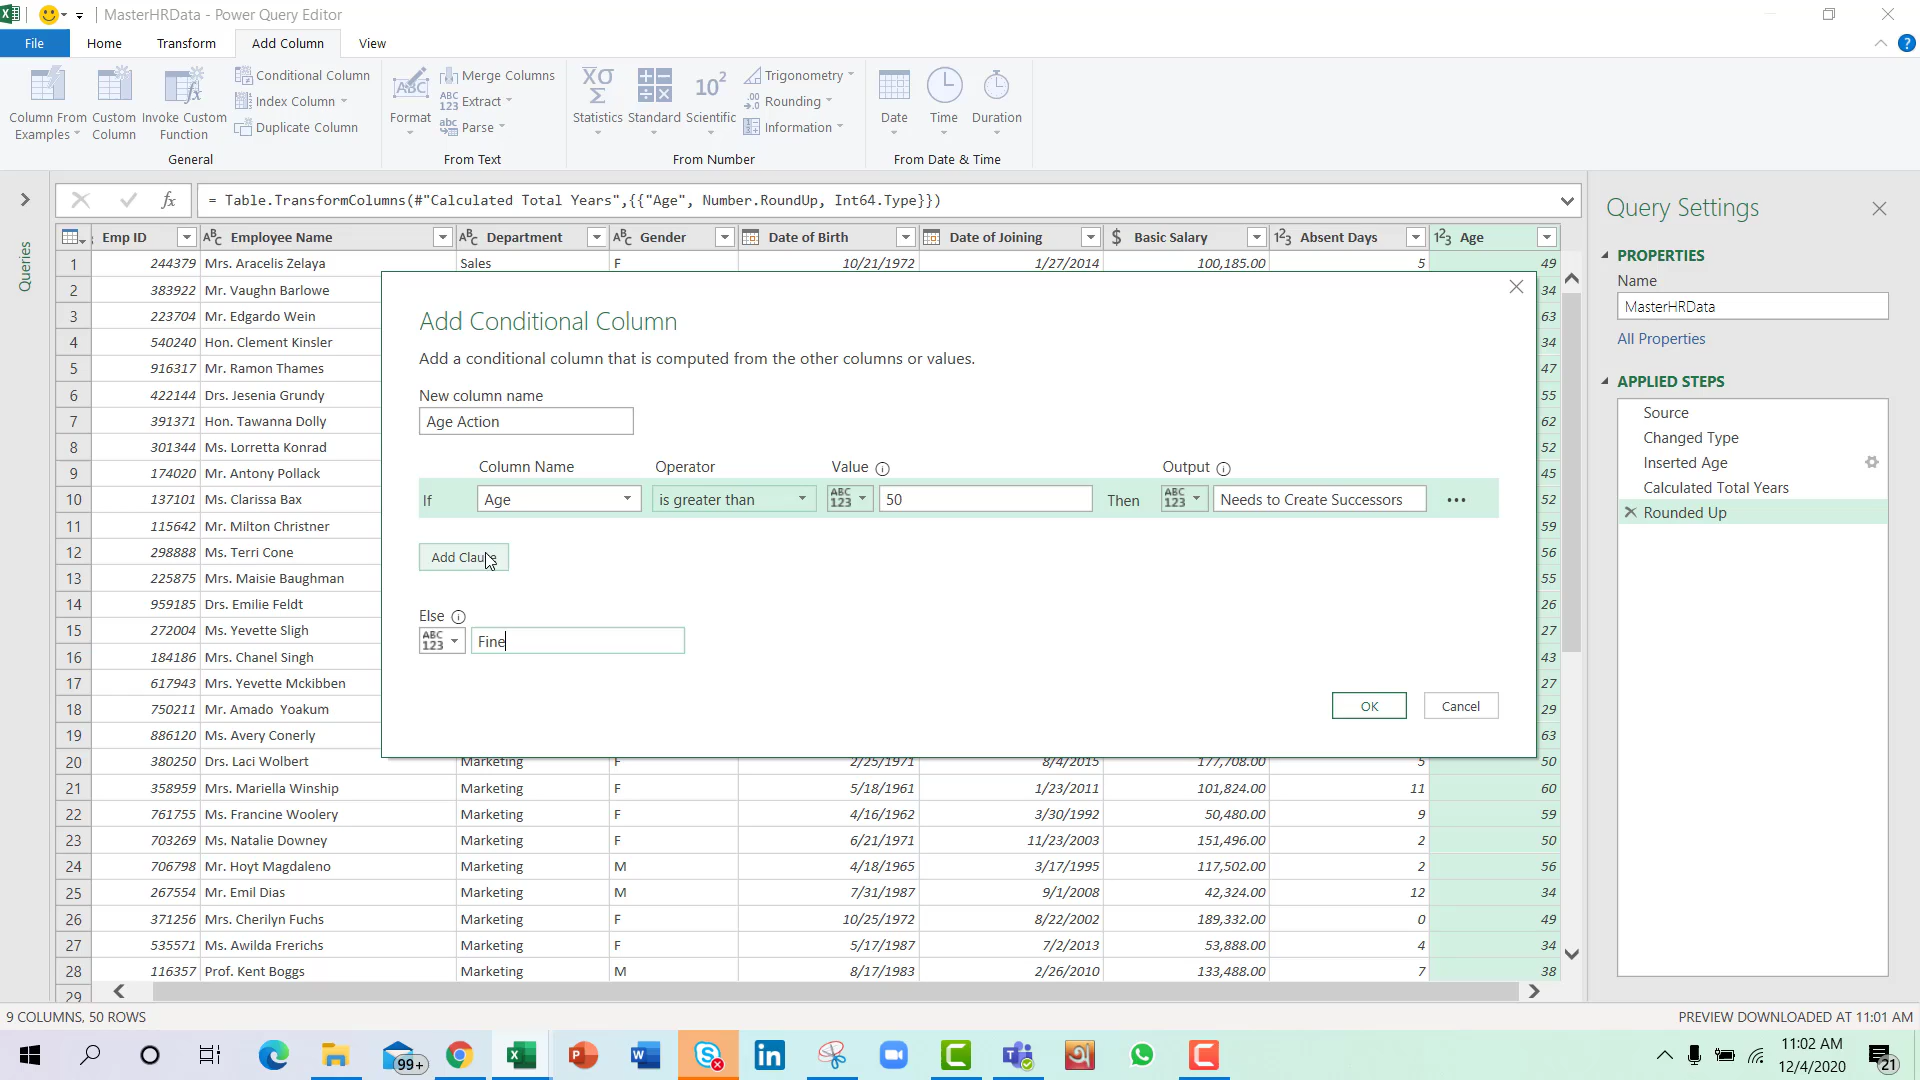 MasterHRData - Power Query Editor
File Home Transform Add Column View
Column From Examples
Custom Column
Invoke Custom Function
Conditional Column
Index Column
Duplicate Column
General
Format
Merge Columns
Extract
Parse
From Text
Statistics
Standard
Scientific
Trigonometry
Rounding
Information
From Number
Date
Time
Duration
From Date & Time
= Table.TransformColumns(#"Calculated Total Years",{{"Age", Number.RoundUp, Int64.Type}})
Queries
Emp ID Employee Name Department Gender Date of Birth Date of Joining Basic Salary Absent Days Age
1 244379 Mrs. Aracelis Zelaya Sales F 10/21/1972 1/27/2014 100,185.00 5 49
2 383922 Mr. Vaughn Barlowe 34
3 223704 Mr. Edgardo Wein 63
4 540240 Hon. Clement Kinsler 34
5 916317 Mr. Ramon Thames 47
6 422144 Drs. Jesenia Grundy 55
7 391371 Hon. Tawanna Dolly 62
8 301344 Ms. Lorretta Konrad 52
9 174020 Mr. Antony Pollack 45
10 137101 Ms. Clarissa Bax 52
11 115642 Mr. Milton Christner 59
12 298888 Ms. Terri Cone 56
13 225875 Mrs. Maisie Baughman 55
14 959185 Drs. Emilie Feldt 26
15 272004 Ms. Yevette Sligh 27
16 184186 Mrs. Chanel Singh 43
17 617943 Mrs. Yevette Mckibben 27
18 750211 Mr. Amado Yoakum 29
19 886120 Ms. Avery Conerly 63
20 380250 Drs. Laci Wolbert Marketing F 2/25/1971 8/4/2015 177,708.00 5 50
21 358959 Mrs. Mariella Winship Marketing F 5/18/1961 1/23/2011 101,824.00 11 60
22 761755 Ms. Francine Woolery Marketing F 4/16/1962 3/30/1992 50,480.00 9 59
23 703269 Ms. Natalie Downey Marketing F 6/21/1971 11/23/2003 151,496.00 2 50
24 706798 Mr. Hoyt Magdaleno Marketing M 4/18/1965 3/17/1995 117,502.00 2 56
25 267554 Mr. Emil Dias Marketing M 7/31/1987 9/1/2008 42,324.00 12 34
26 371256 Mrs. Cherilyn Fuchs Marketing F 10/25/1972 8/22/2002 189,332.00 0 49
27 535571 Ms. Awilda Frerichs Marketing F 5/17/1987 7/2/2013 53,888.00 4 34
28 116357 Prof. Kent Boggs Marketing M 8/17/1983 2/26/2010 133,488.00 7 38
29
Add Conditional Column
Add a conditional column that is computed from the other columns or values.
New column name
Age Action
Column Name Operator Value Output
If Age is greater than ABC 123 50 Then ABC 123 Needs to Create Successors
Add Clause
Else
ABC 123 Fine
OK Cancel
Query Settings
PROPERTIES
Name
MasterHRData
All Properties
APPLIED STEPS
Source
Changed Type
Inserted Age
Calculated Total Years
Rounded Up
9 COLUMNS, 50 ROWS
PREVIEW DOWNLOADED AT 11:01 AM
99+
11:02 AM
12/4/2020
21